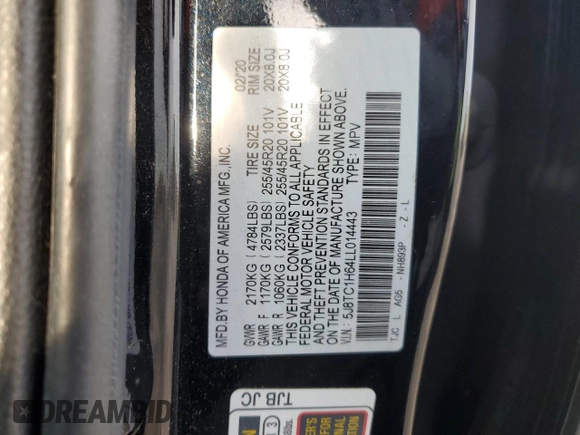 MFD.BY HONDA OF AMERICA MFG.,INC. 02/20
TIRE SIZE RIM SIZE
GVWR 2170KG (4784LBS)
GAWR F 1170KG (2579LBS) 255/45R20 101V 20X8.0J
GAWR R 1060KG (2337LBS) 255/45R20 101V 20X8.0J
THIS VEHICLE CONFORMS TO ALL APPLICABLE
FEDERAL MOTOR VEHICLE SAFETY
AND THEFT PREVENTION STANDARDS IN EFFECT
ON THE DATE OF MANUFACTURE SHOWN ABOVE.
V.I.N.: 5J8TC1H64LL014443 TYPE: MPV
TJC L AG5 -NH893P - Z - L
TJB JC
DREAMBID